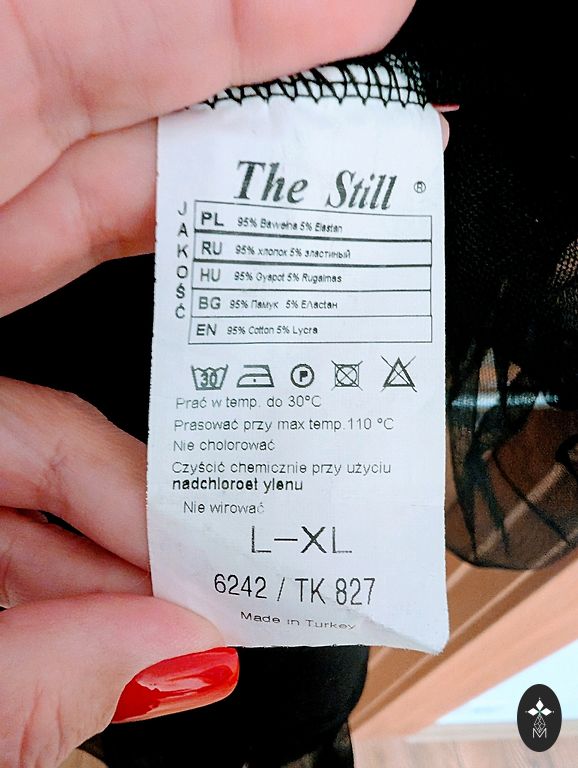 The Still ®
JAKOŚĆ
PL 95% Bawełna 5% Elastan
RU 95% хлопок 5% эластиный
HU 95% Gyapot 5% Rugalmas
BG 95% Памук 5% Еластан
EN 95% Cotton 5% Lycra
30 P
Prać w temp. do 30°C
Prasować przy max temp.110 °C
Nie cholorować
Czyścić chemicznie przy użyciu
nadchloroet ylenu
Nie wirować
L-XL
6242 / TK 827
Made in Turkey
M